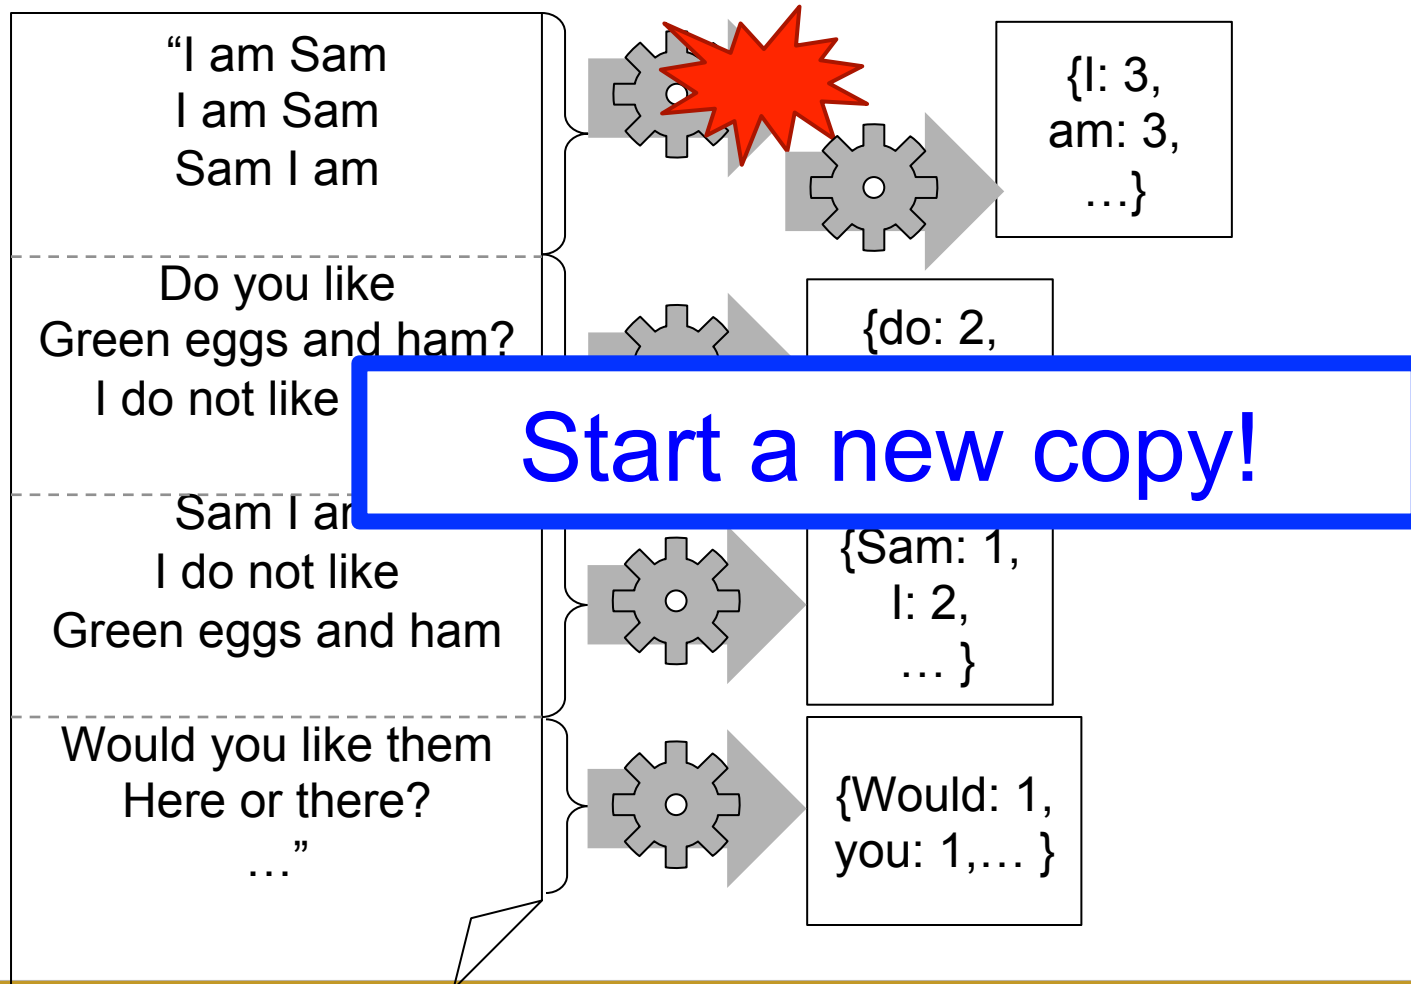 “I am Sam
I am Sam
Sam I am
{I: 3,
am: 3,
…}
Do you like
Green eggs and ham?
I do not like
{do: 2,
Start a new copy!
Sam I
I do not like
Green eggs and ham
{Sam: 1,
I: 2,
… }
Would you like them
Here or there?
…”
{Would: 1,
you: 1,… }